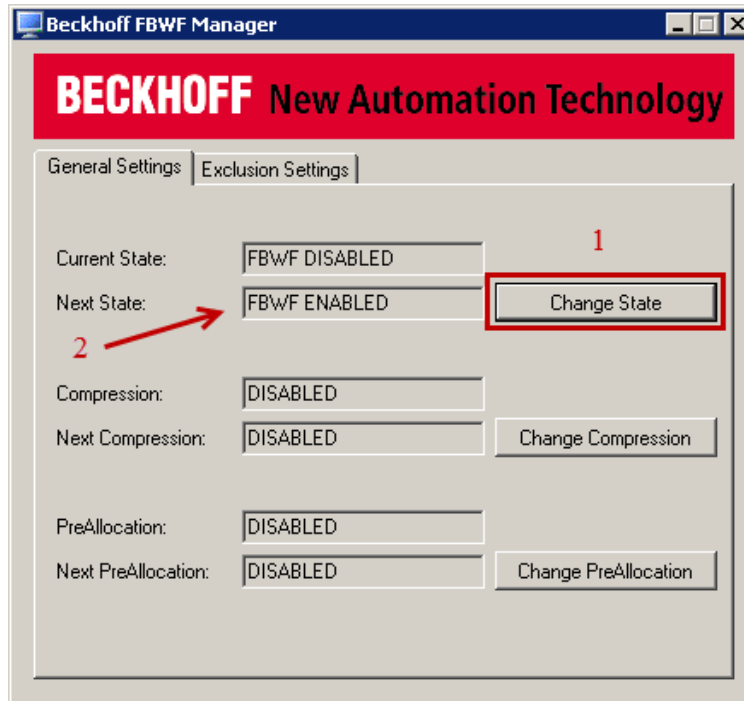 Beckhoff FBWF Manager
BECKHOFF New Automation Technology
General Settings Exclusion Settings
1
Current State: FBWF DISABLED
Next State: FBWF ENABLED Change State
2
Compression: DISABLED
Next Compression: DISABLED Change Compression
PreAllocation: DISABLED
Next PreAllocation: DISABLED Change PreAllocation